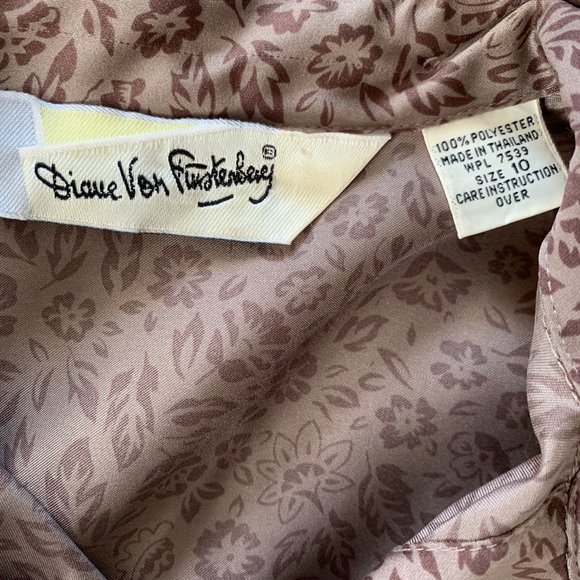 Diane Von Furstenberg
100% POLYESTER
MADE IN THAILAND
WPL 7539
SIZE 10
CARE INSTRUCTION
OVER